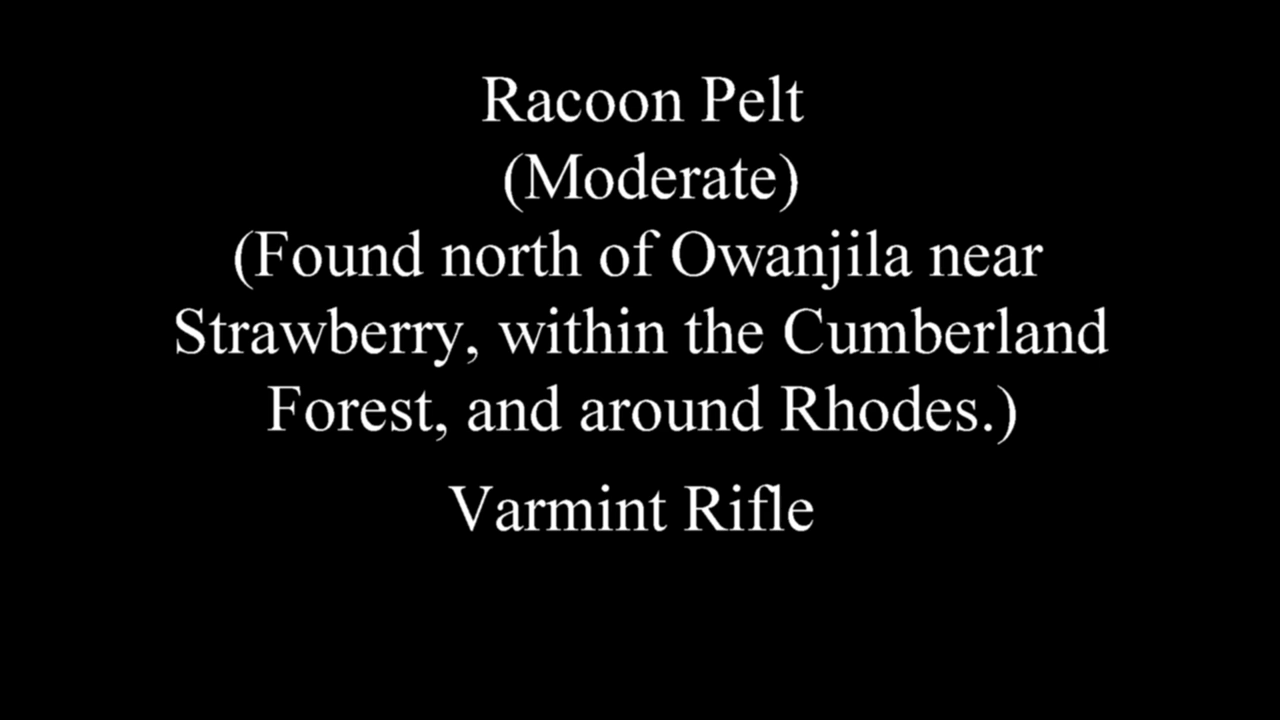 Racoon Pelt
(Moderate)
(Found north of Owanjila near
Strawberry, within the Cumberland
Forest, and around Rhodes.)
Varmint Rifle